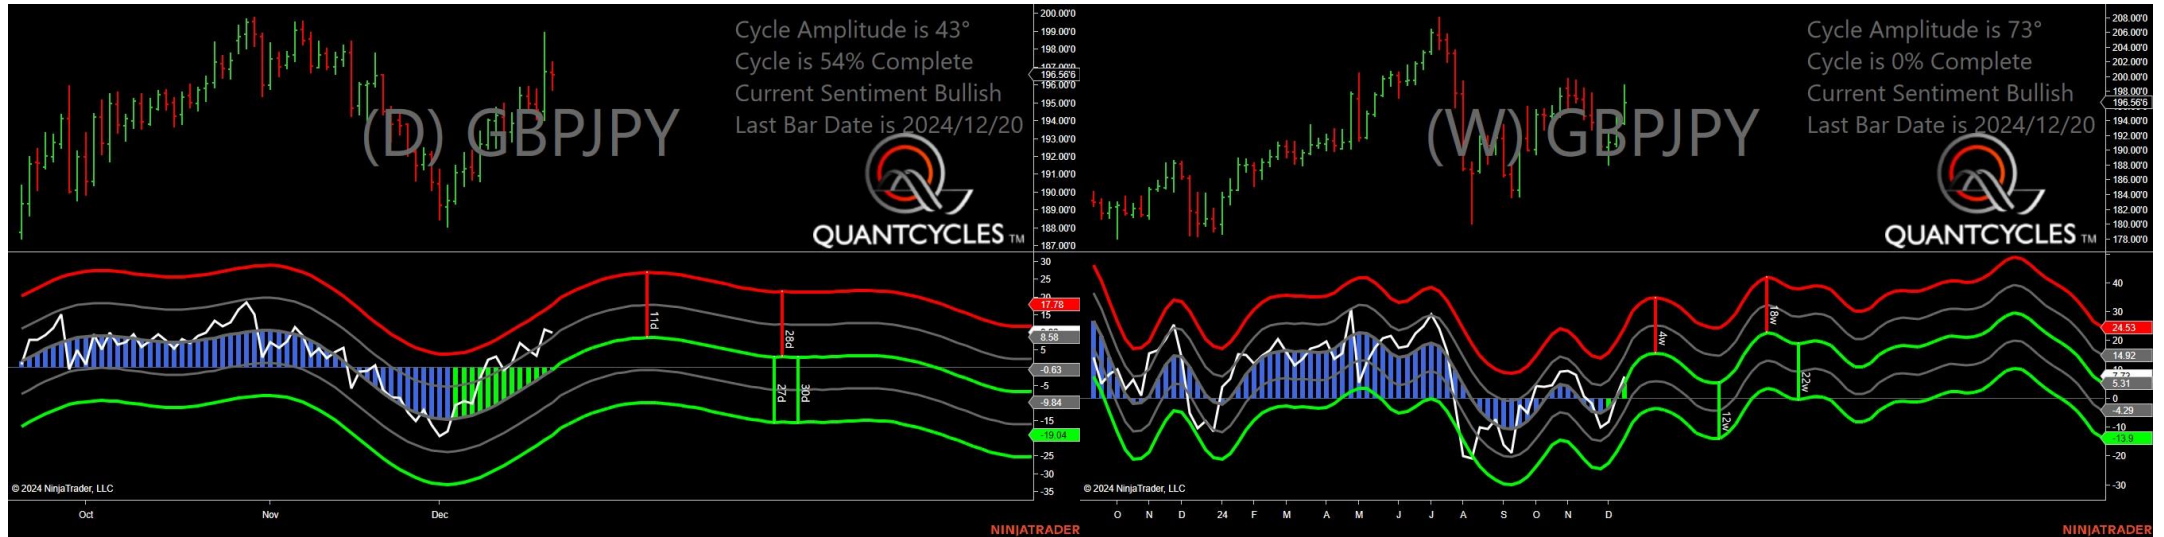 Cycle Amplitude is 43°
Cycle is 54% Complete
Current Sentiment Bullish
Last Bar Date is 2024/12/20
(D) GBPJPY
QUANTCYCLES TM
200.00'0
199.00'0
198.00'0
196.56'6
195.00'0
194.00'0
193.00'0
192.00'0
191.00'0
190.00'0
189.00'0
188.00'0
187.00'0
30
25
17.78
15
8.58
5
-0.63
-5
-9.84
-15
-19.04
-25
-30
-35
11d
28d
27d
30d
© 2024 NinjaTrader, LLC
Oct
Nov
Dec
NINJATRADER
Cycle Amplitude is 73°
Cycle is 0% Complete
Current Sentiment Bullish
Last Bar Date is 2024/12/20
(W) GBPJPY
QUANTCYCLES TM
208.00'0
206.00'0
204.00'0
202.00'0
200.00'0
198.00'0
196.56'6
194.00'0
192.00'0
190.00'0
188.00'0
186.00'0
184.00'0
182.00'0
180.00'0
178.00'0
40
30
24.53
20
14.92
5.31
0
-4.29
-13.9
-20
-30
4w
18w
12w
22w
© 2024 NinjaTrader, LLC
O N D 24 F M A M J J A S O N D
NINJATRADER